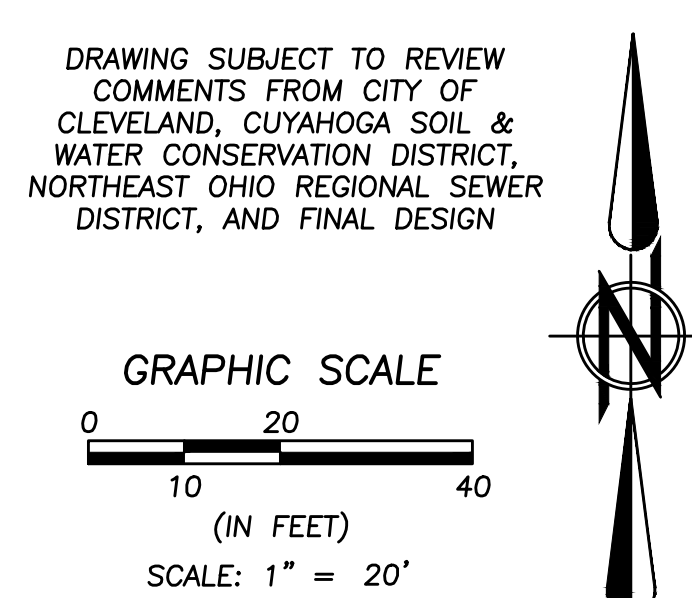 DRAWING SUBJECT TO REVIEW
COMMENTS FROM CITY OF
CLEVELAND, CUYAHOGA SOIL &
WATER CONSERVATION DISTRICT,
NORTHEAST OHIO REGIONAL SEWER
DISTRICT, AND FINAL DESIGN
N
GRAPHIC SCALE
0 20
10 40
(IN FEET)
SCALE: 1" = 20'